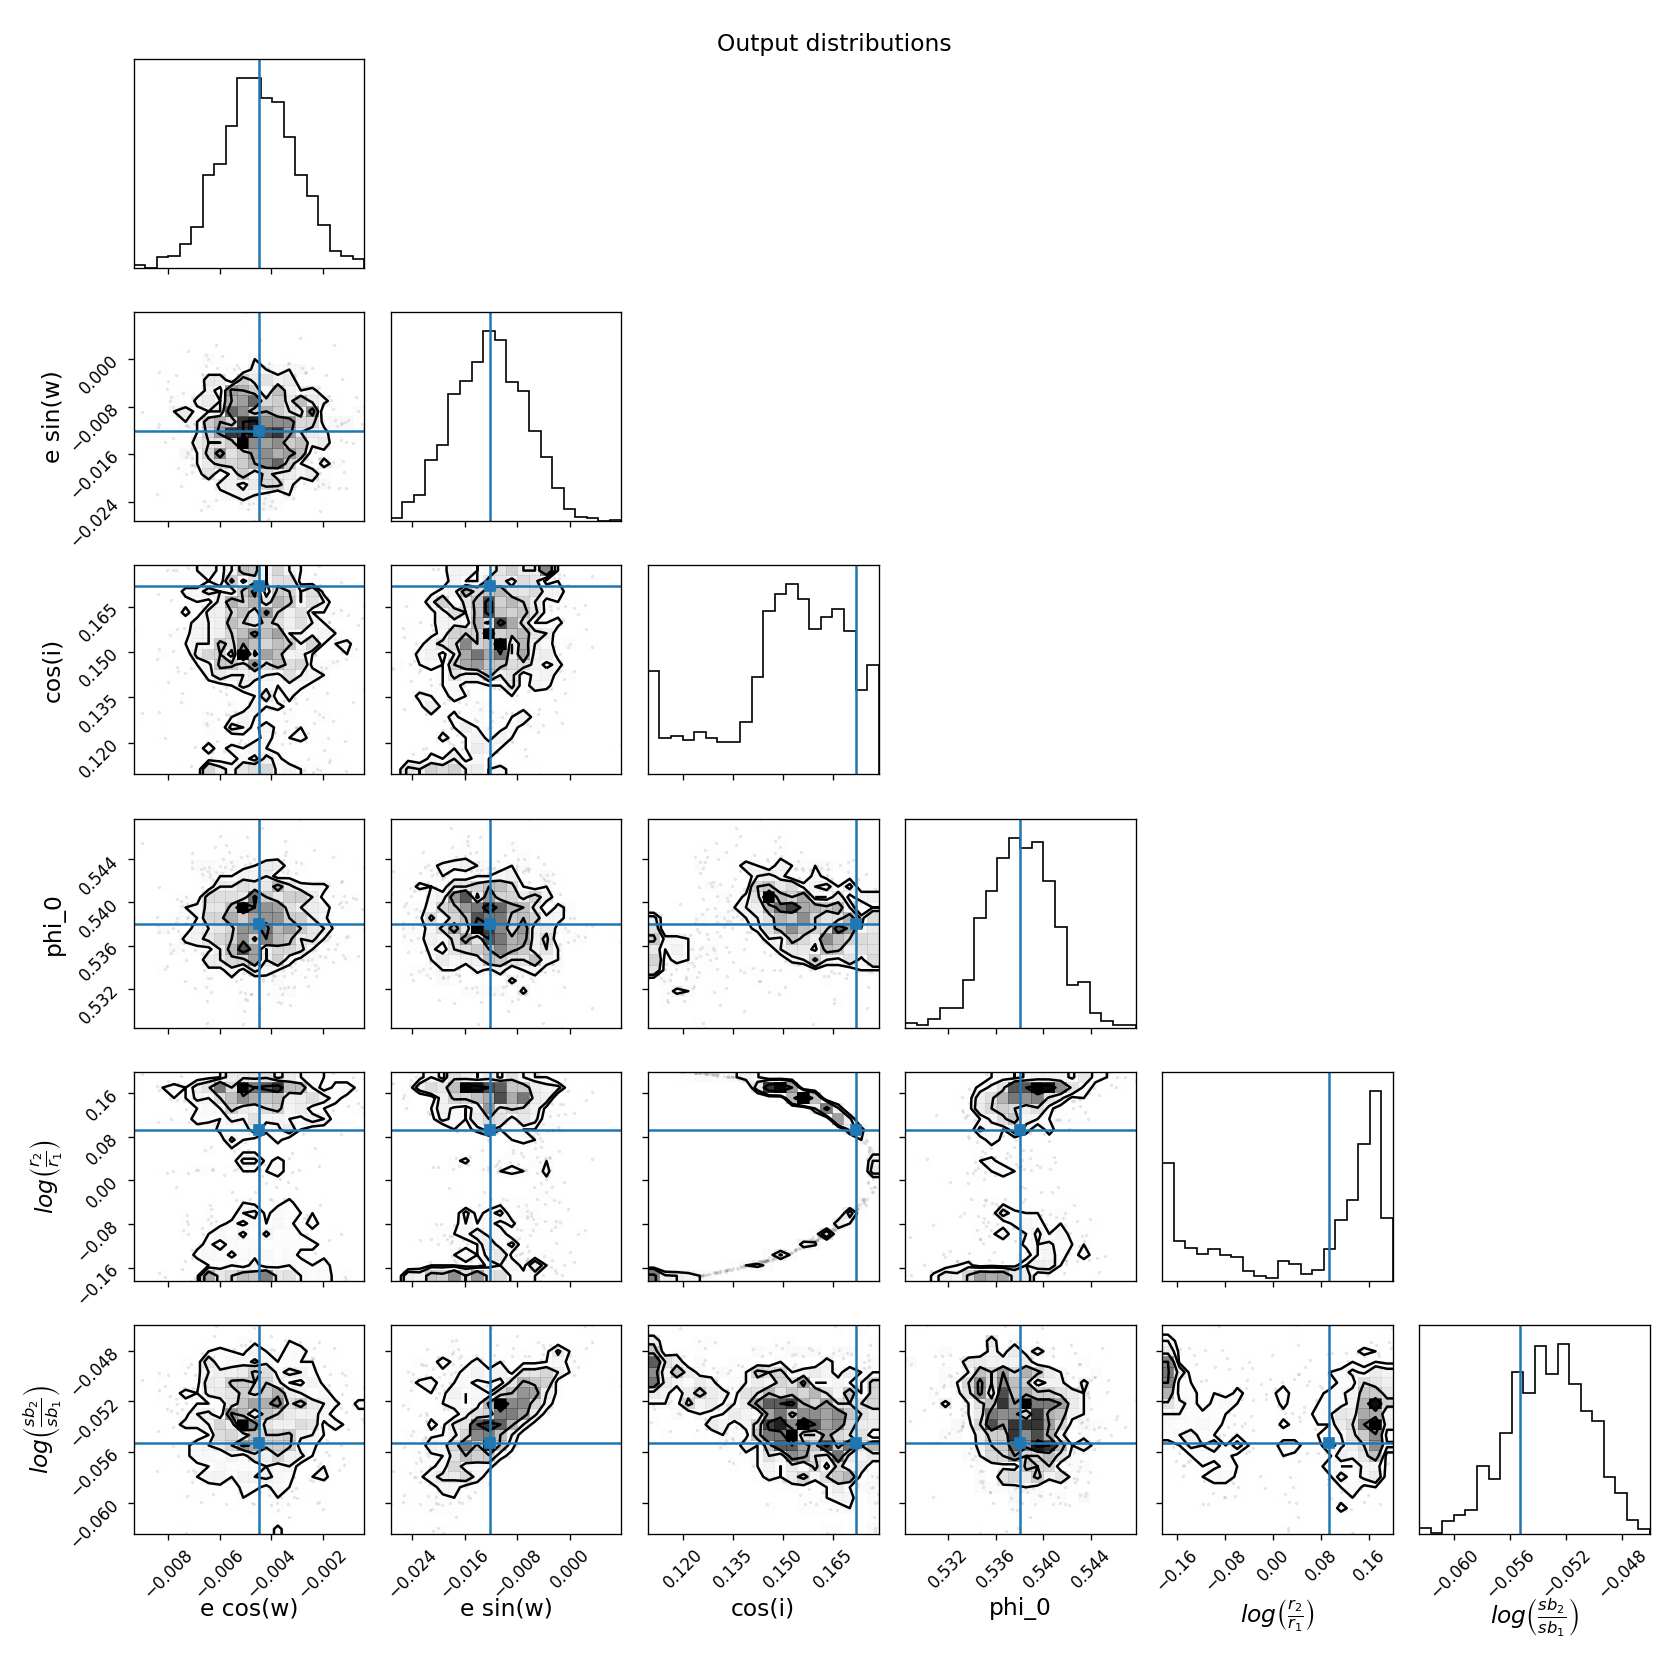 Output distributions
e sin(w)
0.000
−0.008
−0.016
−0.024
cos(i)
0.165
0.150
0.135
0.120
phi_0
0.544
0.540
0.536
0.532
log(r2/r1)
0.16
0.08
0.00
−0.08
−0.16
log(sb2/sb1)
−0.048
−0.052
−0.056
−0.060
−0.008 −0.006 −0.004 −0.002 −0.024 −0.016 −0.008 0.000 0.120 0.135 0.150 0.165 0.532 0.536 0.540 0.544 −0.16 −0.08 0.00 0.08 0.16 −0.060 −0.056 −0.052 −0.048
e cos(w) e sin(w) cos(i) phi_0 log(r2/r1) log(sb2/sb1)